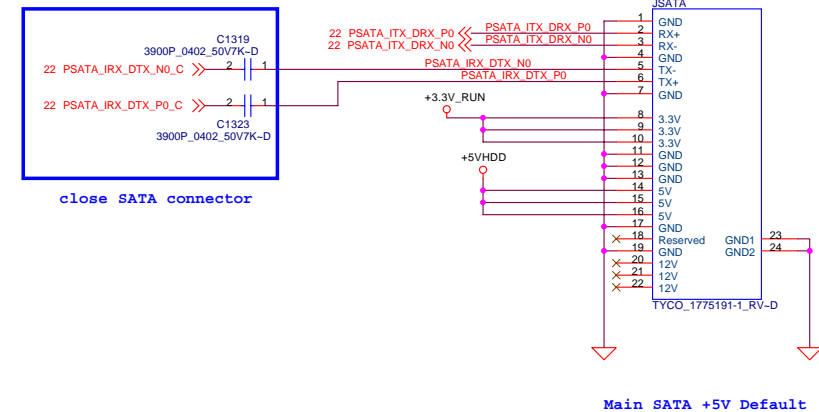 JSATA
C1319
3900P_0402_50V7K~D
22 PSATA_IRX_DTX_N0_C
2
1
22 PSATA_IRX_DTX_P0_C
2
1
C1323
3900P_0402_50V7K~D
close SATA connector
22 PSATA_ITX_DRX_P0
PSATA_ITX_DRX_P0
22 PSATA_ITX_DRX_N0
PSATA_ITX_DRX_N0
PSATA_IRX_DTX_N0
PSATA_IRX_DTX_P0
+3.3V_RUN
+5VHDD
1 GND
2 RX+
3 RX-
4 GND
5 TX-
6 TX+
7 GND
8 3.3V
9 3.3V
10 3.3V
11 GND
12 GND
13 GND
14 5V
15 5V
16 5V
17 GND
18 Reserved
19 GND
20 12V
21 12V
22 12V
GND1 23
GND2 24
TYCO_1775191-1_RV~D
Main SATA +5V Default